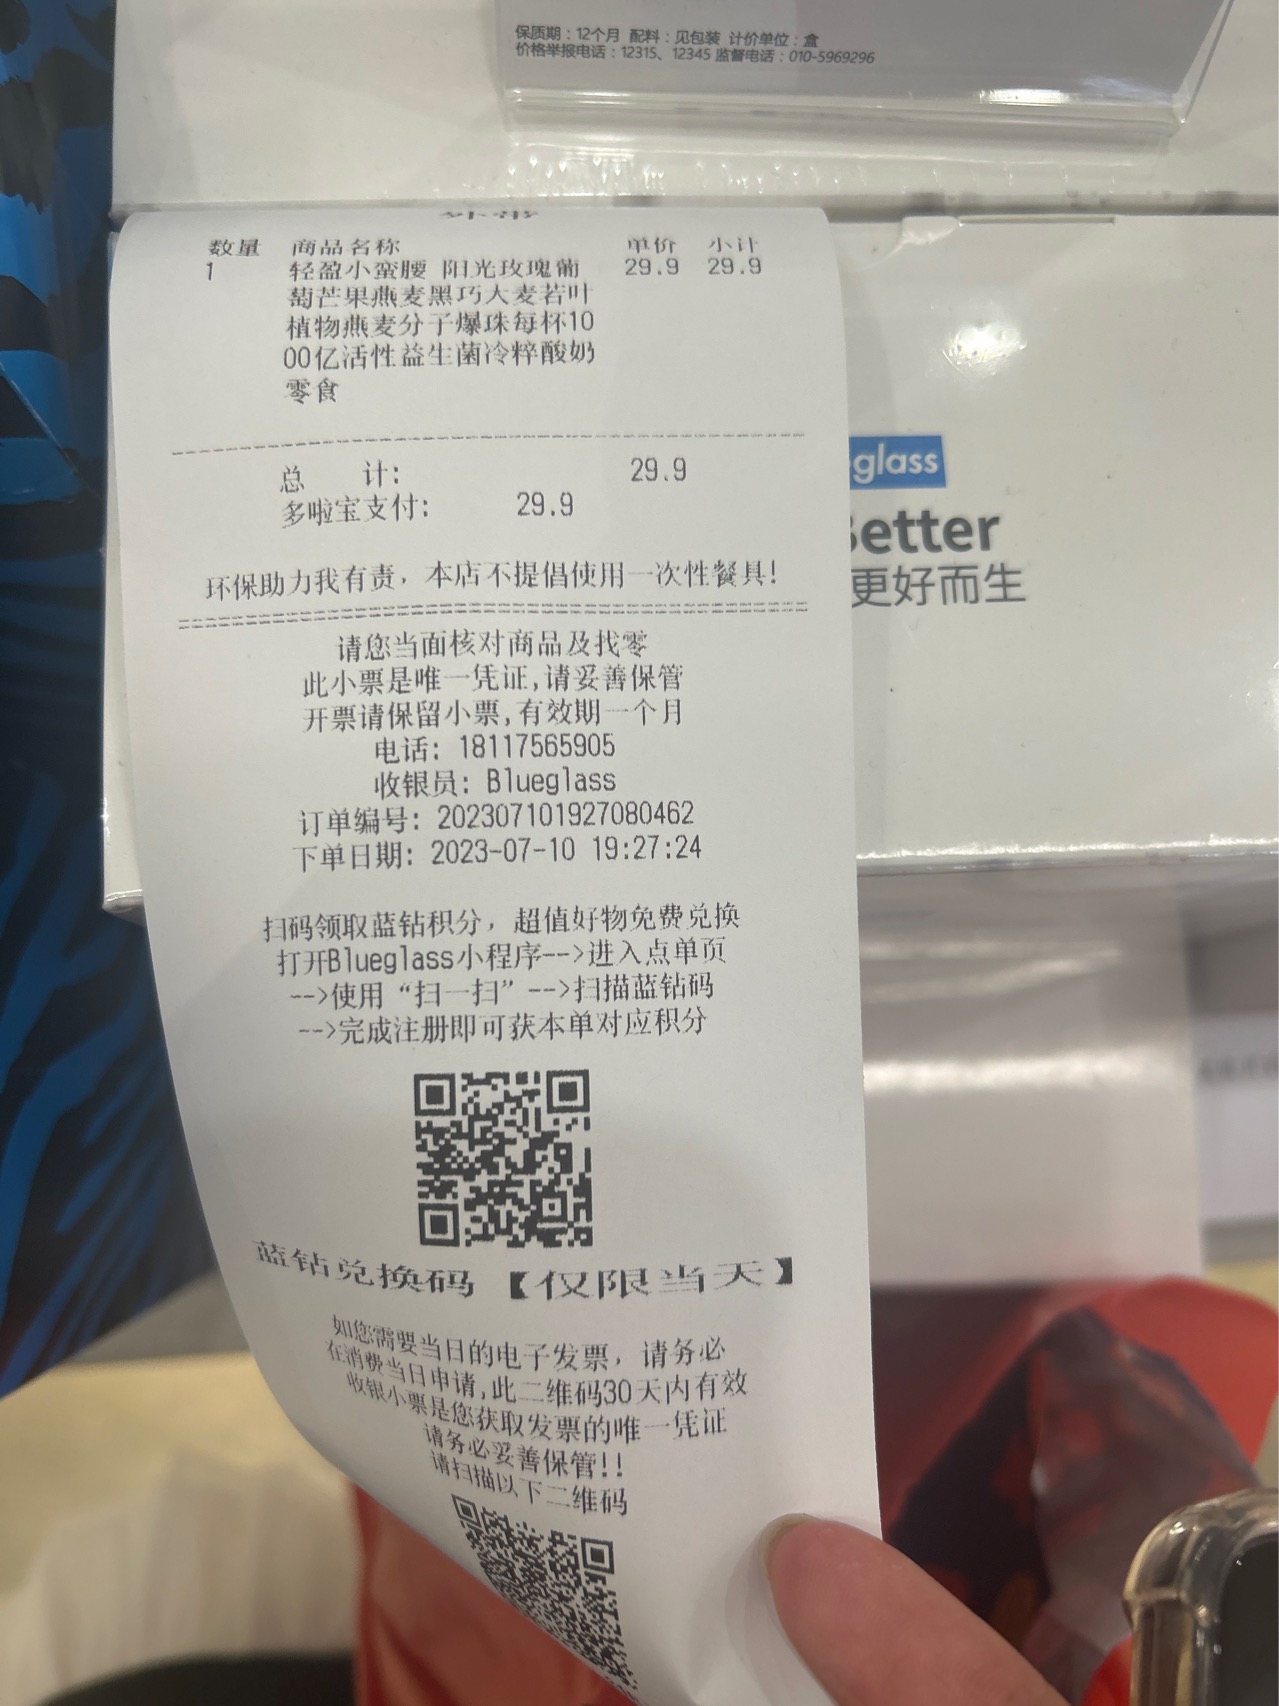 保质期：12个月 配料：见包装 计价单位：盒
价格举报电话：12315、12345 监督电话：010-5969296
外带
数量 商品名称 单价 小计
1 轻盈小蛮腰 阳光玫瑰葡 29.9 29.9
萄芒果燕麦黑巧大麦若叶
植物燕麦分子爆珠每杯10
00亿活性益生菌冷粹酸奶
零食
总 计: 29.9
多啦宝支付: 29.9
环保助力我有责，本店不提倡使用一次性餐具!
请您当面核对商品及找零
此小票是唯一凭证,请妥善保管
开票请保留小票,有效期一个月
电话: 18117565905
收银员: Blueglass
订单编号: 202307101927080462
下单日期: 2023-07-10 19:27:24
扫码领取蓝钻积分，超值好物免费兑换
打开Blueglass小程序-->进入点单页
-->使用“扫一扫”-->扫描蓝钻码
-->完成注册即可获本单对应积分
蓝钻兑换码【仅限当天】
如您需要当日的电子发票，请务必
在消费当日申请,此二维码30天内有效
收银小票是您获取发票的唯一凭证
请务必妥善保管!!
请扫描以下二维码
glass
Better
更好而生